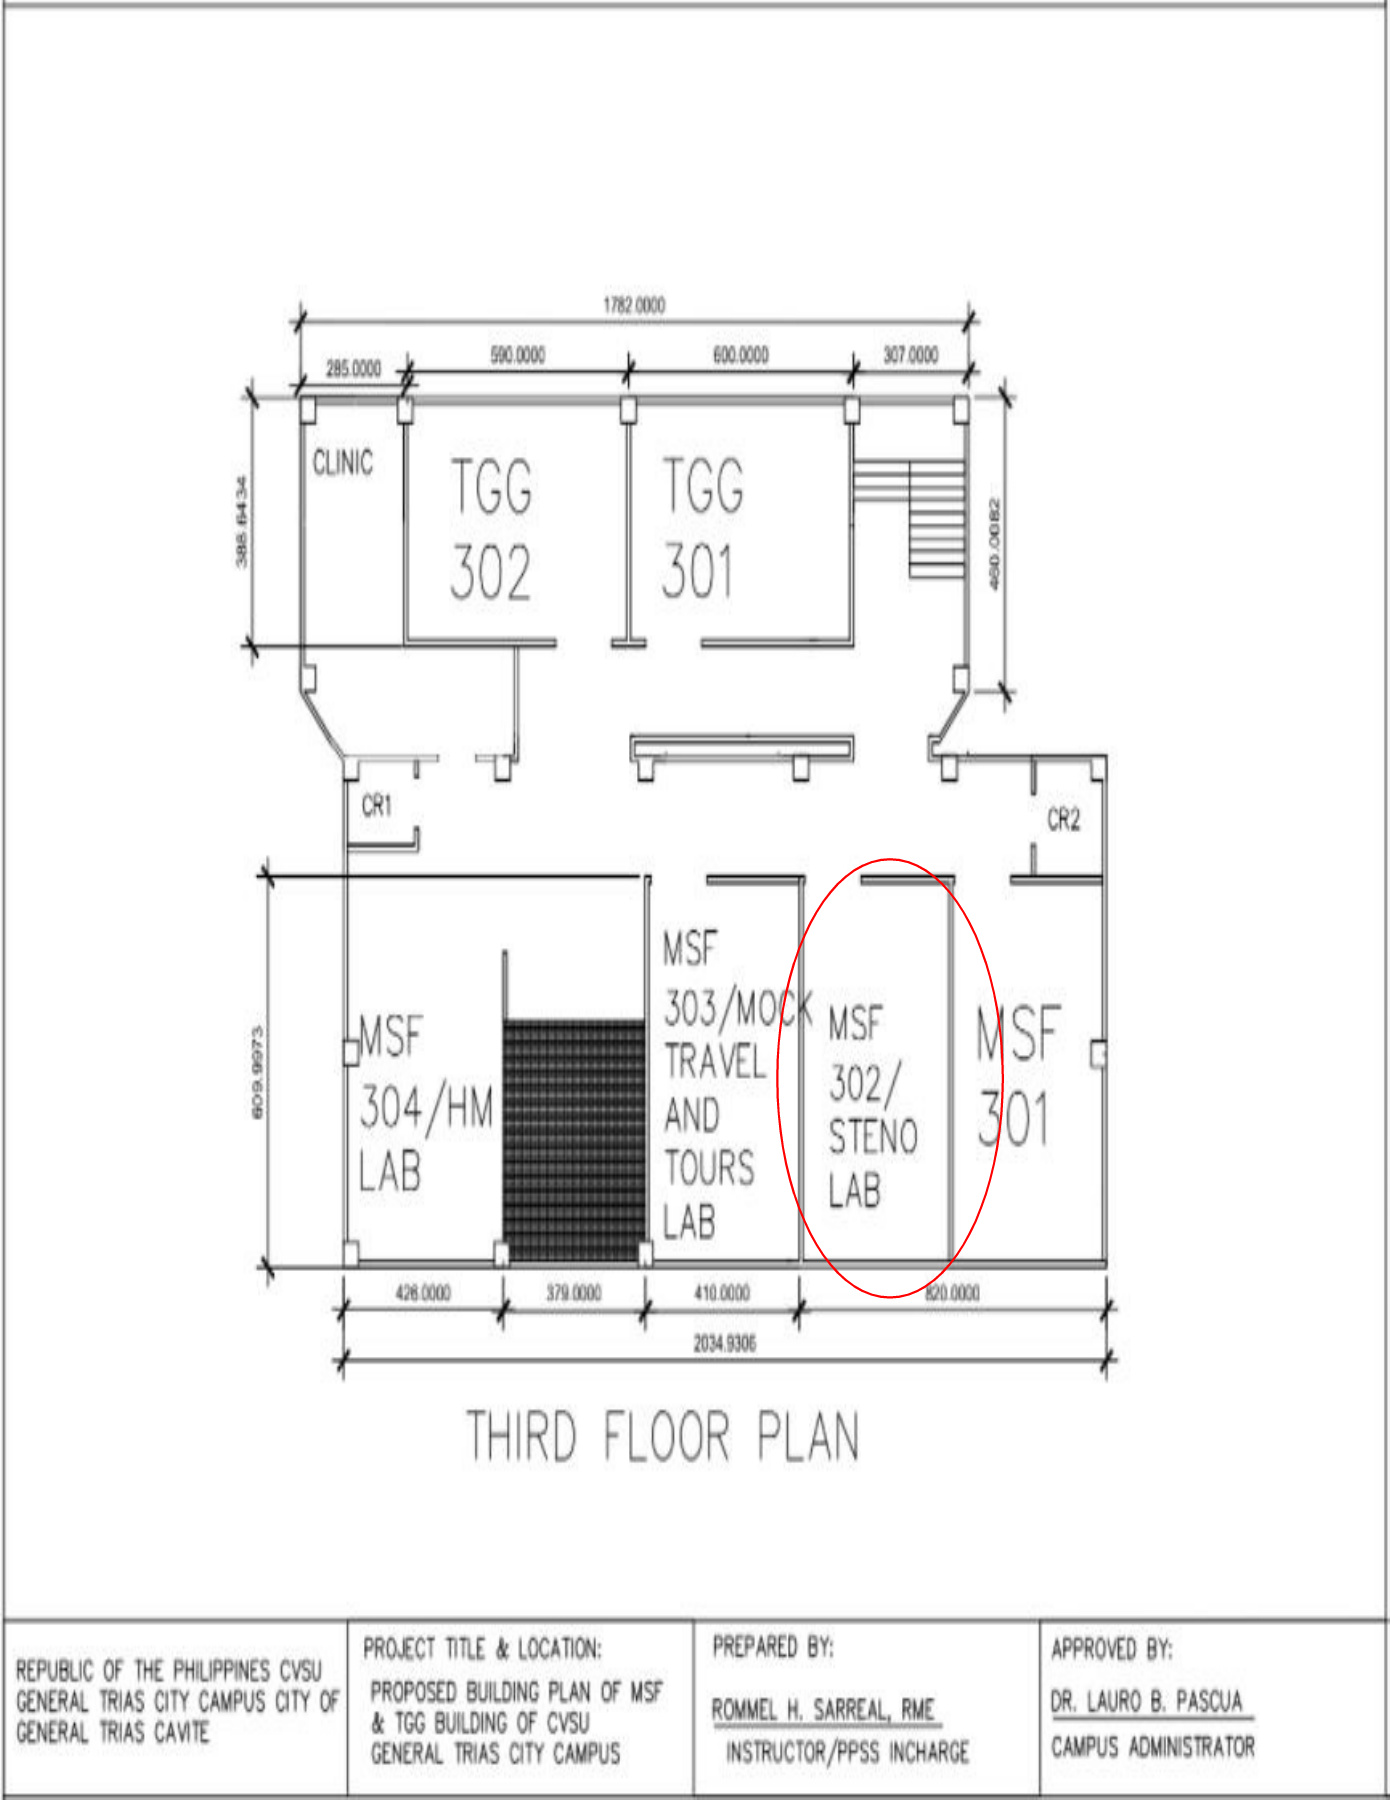 1782.0000
590.0000
600.0000
307.0000
285.0000
CLINIC
TGG
302
TGG
301
388.6434
460.0082
CR1
CR2
MSF
304/HM
LAB
MSF
303/MOCK
TRAVEL
AND
TOURS
LAB
MSF
302/
STENO
LAB
MSF
301
609.9973
426.0000
379.0000
410.0000
820.0000
2034.9306
THIRD FLOOR PLAN
REPUBLIC OF THE PHILIPPINES CVSU
GENERAL TRIAS CITY CAMPUS CITY OF
GENERAL TRIAS CAVITE
PROJECT TITLE & LOCATION:
PROPOSED BUILDING PLAN OF MSF
& TGG BUILDING OF CVSU
GENERAL TRIAS CITY CAMPUS
PREPARED BY:
ROMMEL H. SARREAL, RME
INSTRUCTOR/PPSS INCHARGE
APPROVED BY:
DR. LAURO B. PASCUA
CAMPUS ADMINISTRATOR